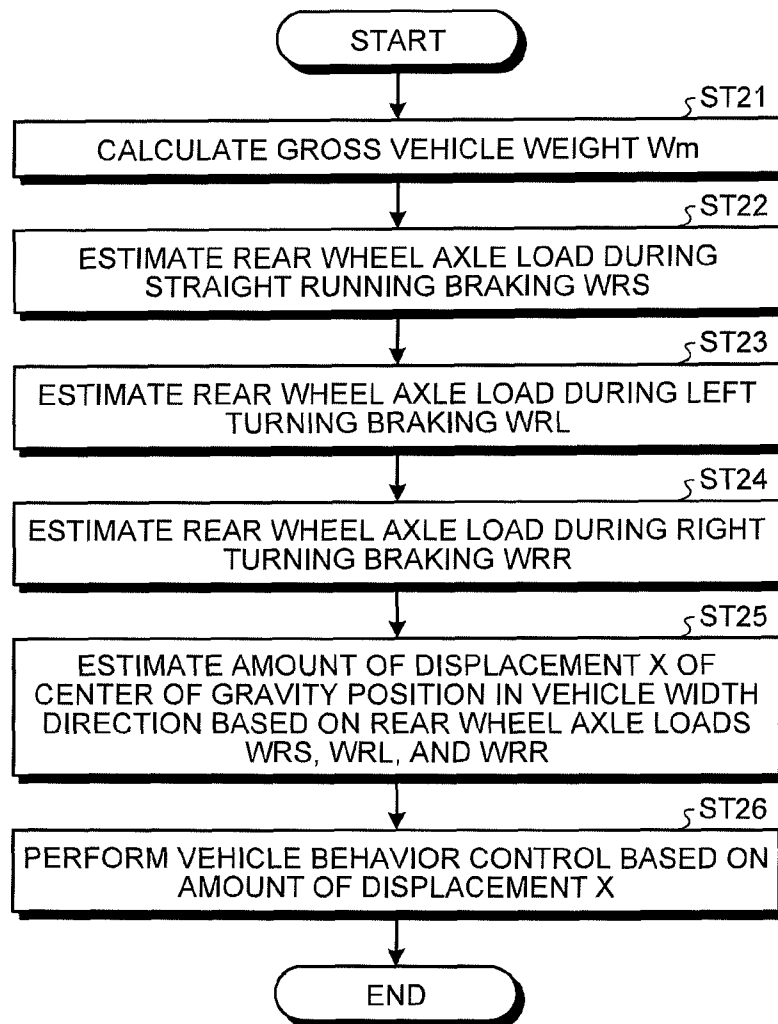 START
ST21
CALCULATE GROSS VEHICLE WEIGHT Wm
ST22
ESTIMATE REAR WHEEL AXLE LOAD DURING
STRAIGHT RUNNING BRAKING WRS
ST23
ESTIMATE REAR WHEEL AXLE LOAD DURING LEFT
TURNING BRAKING WRL
ST24
ESTIMATE REAR WHEEL AXLE LOAD DURING RIGHT
TURNING BRAKING WRR
ST25
ESTIMATE AMOUNT OF DISPLACEMENT X OF
CENTER OF GRAVITY POSITION IN VEHICLE WIDTH
DIRECTION BASED ON REAR WHEEL AXLE LOADS
WRS, WRL, AND WRR
ST26
PERFORM VEHICLE BEHAVIOR CONTROL BASED ON
AMOUNT OF DISPLACEMENT X
END